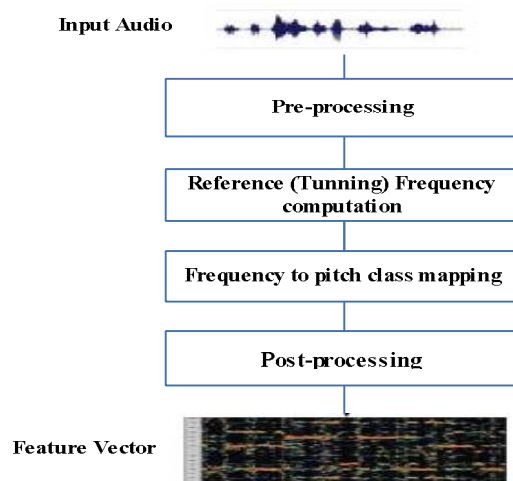 Input Audio
Pre-processing
Reference (Tunning) Frequency
computation
Frequency to pitch class mapping
Post-processing
Feature Vector